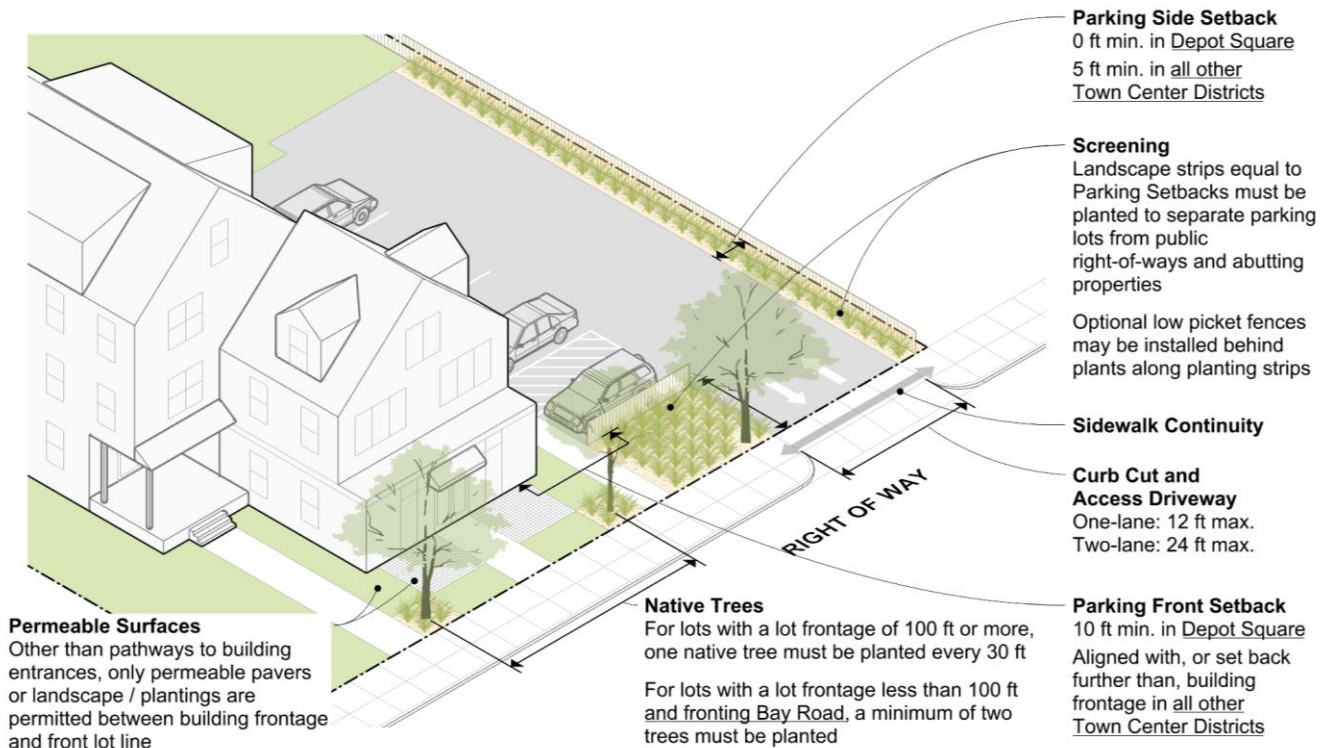 Parking Side Setback
0 ft min. in Depot Square
5 ft min. in all other
Town Center Districts
Screening
Landscape strips equal to
Parking Setbacks must be
planted to separate parking
lots from public
right-of-ways and abutting
properties
Optional low picket fences
may be installed behind
plants along planting strips
Sidewalk Continuity
Curb Cut and
Access Driveway
One-lane: 12 ft max.
Two-lane: 24 ft max.
RIGHT OF WAY
Permeable Surfaces
Other than pathways to building
entrances, only permeable pavers
or landscape / plantings are
permitted between building frontage
and front lot line
Native Trees
For lots with a lot frontage of 100 ft or more,
one native tree must be planted every 30 ft
For lots with a lot frontage less than 100 ft
and fronting Bay Road, a minimum of two
trees must be planted
Parking Front Setback
10 ft min. in Depot Square
Aligned with, or set back
further than, building
frontage in all other
Town Center Districts